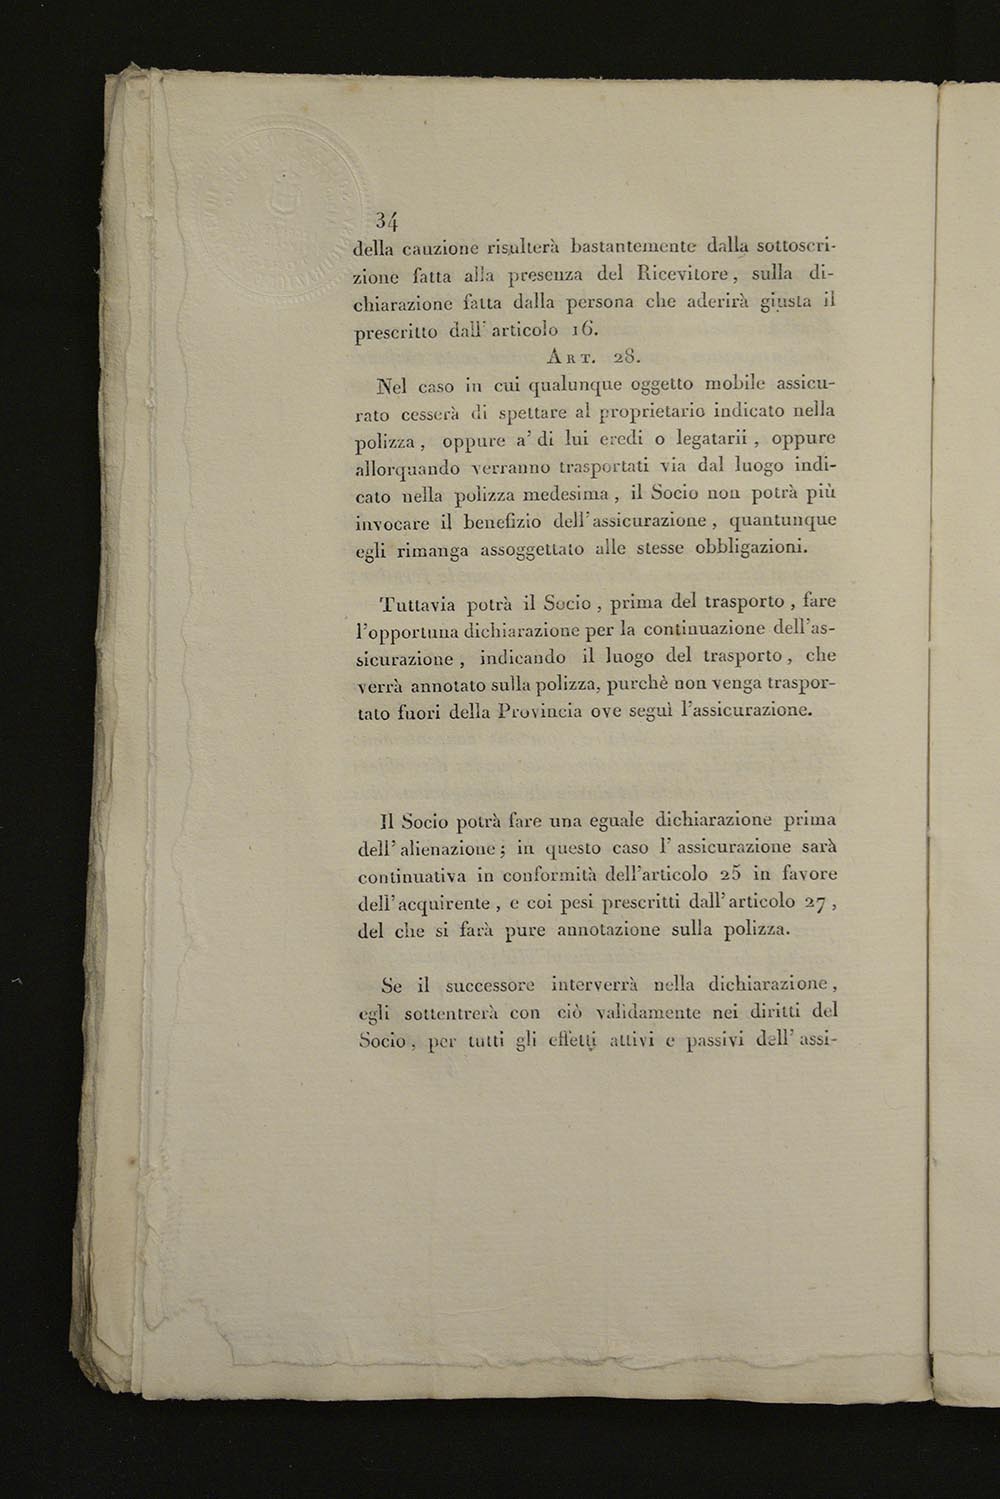 34
della cauzione risulterà bastantemente dalla sottoscri-
zione fatta alla presenza del Ricevitore, sulla di-
chiarazione fatta dalla persona che aderirà giusta il
prescritto dall' articolo 16.
ART. 28.
Nel caso in cui qualunque oggetto mobile assicu-
rato cesserà di spettare al proprietario indicato nella
polizza, oppure a' di lui eredi o legatarii, oppure
allorquando verranno trasportati via dal luogo indi-
cato nella polizza medesima, il Socio non potrà più
invocare il benefizio dell'assicurazione, quantunque
egli rimanga assoggettato alle stesse obbligazioni.
Tuttavia potrà il Socio, prima del trasporto, fare
l'opportuna dichiarazione per la continuazione dell'as-
sicurazione, indicando il luogo del trasporto, che
verrà annotato sulla polizza, purchè non venga traspor-
tato fuori della Provincia ove seguì l'assicurazione.
Il Socio potrà fare una eguale dichiarazione prima
dell' alienazione; in questo caso l' assicurazione sarà
continuativa in conformità dell'articolo 25 in favore
dell'acquirente, e coi pesi prescritti dall'articolo 27,
del che si farà pure annotazione sulla polizza.
Se il successore interverrà nella dichiarazione,
egli sottentrerà con ciò validamente nei diritti del
Socio, per tutti gli effetti attivi e passivi dell' assi-